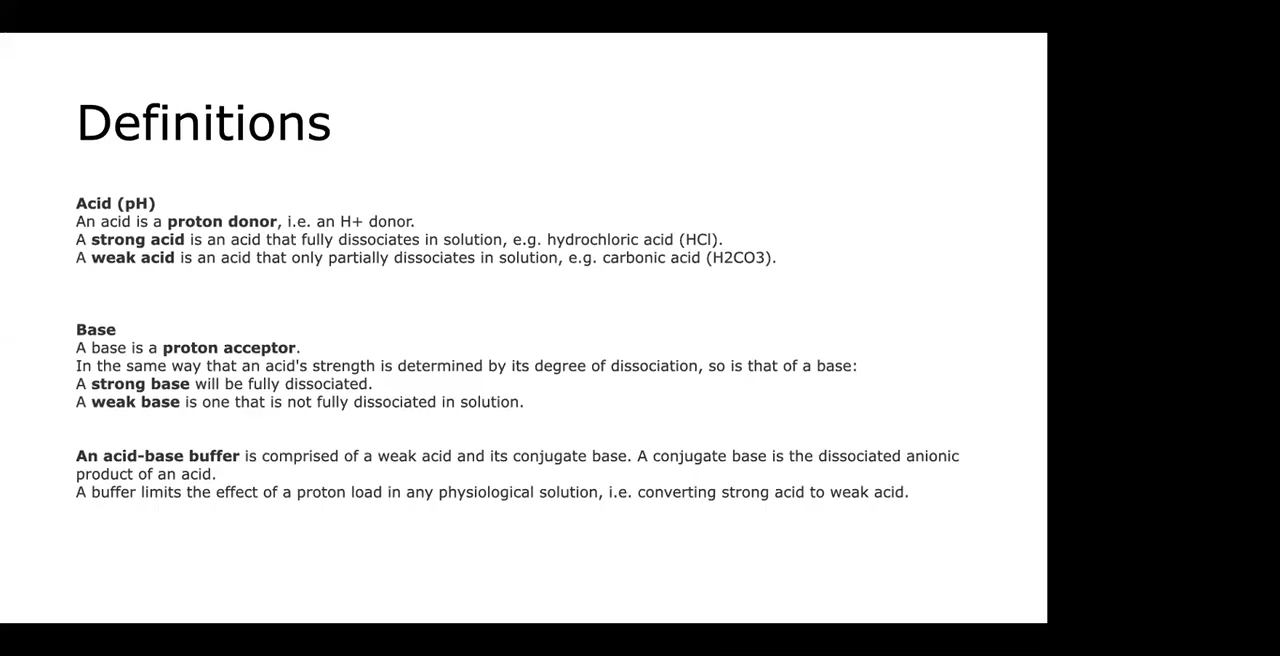 Definitions
Acid (pH)
An acid is a proton donor, i.e. an H+ donor.
A strong acid is an acid that fully dissociates in solution, e.g. hydrochloric acid (HCl).
A weak acid is an acid that only partially dissociates in solution, e.g. carbonic acid (H2CO3).
Base
A base is a proton acceptor.
In the same way that an acid's strength is determined by its degree of dissociation, so is that of a base:
A strong base will be fully dissociated.
A weak base is one that is not fully dissociated in solution.
An acid-base buffer is comprised of a weak acid and its conjugate base. A conjugate base is the dissociated anionic
product of an acid.
A buffer limits the effect of a proton load in any physiological solution, i.e. converting strong acid to weak acid.